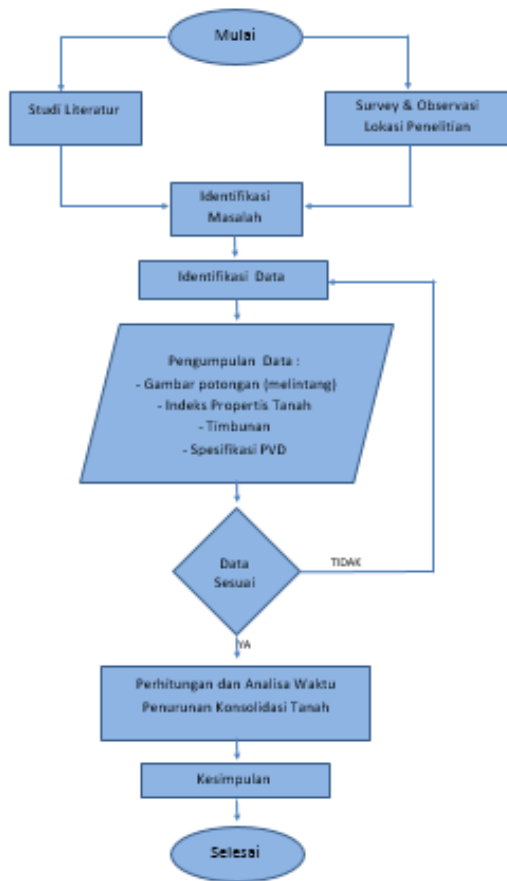 Mulai
Studi Literatur
Survey & Observasi
Lokasi Penelitian
Identifikasi
Masalah
Identifikasi Data
Pengumpulan Data :
- Gambar potongan (melintang)
- Indeks Propertis Tanah
- Timbunan
- Spesifikasi PVD
Data
Sesuai
TIDAK
YA
Perhitungan dan Analisa Waktu
Penurunan Konsolidasi Tanah
Kesimpulan
Selesai